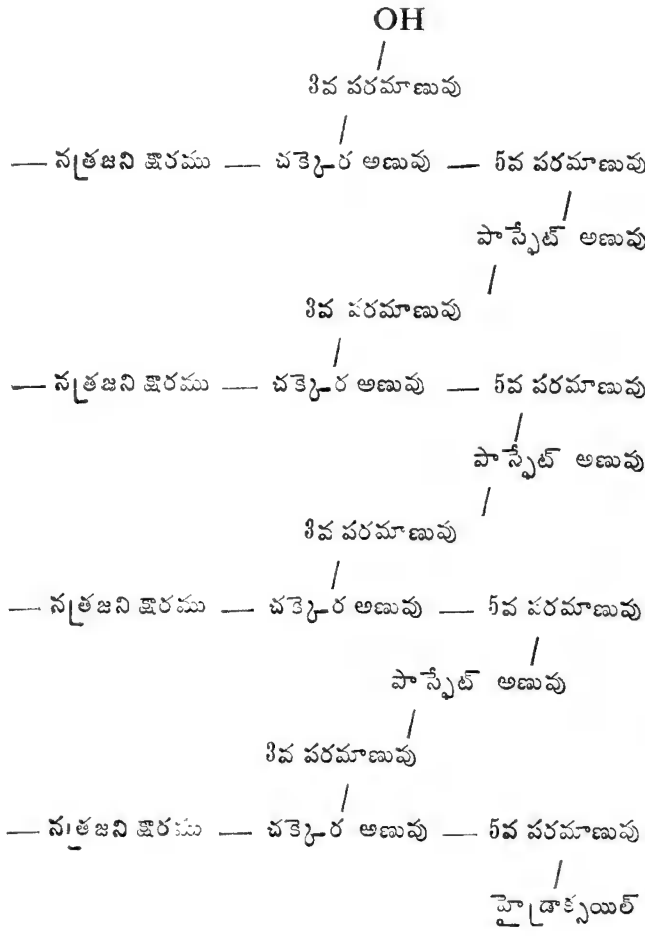 OH
3వ పరమాణువు
— నత్రజని క్షారము — చక్కెర అణువు — 5వ పరమాణువు
పాస్ఫేట్ అణువు
3వ పరమాణువు
— నత్రజని క్షారము — చక్కెర అణువు — 5వ పరమాణువు
పాస్ఫేట్ అణువు
3వ పరమాణువు
— నత్రజని క్షారము — చక్కెర అణువు — 5వ పరమాణువు
పాస్ఫేట్ అణువు
3వ పరమాణువు
— నత్రజని క్షారము — చక్కెర అణువు — 5వ పరమాణువు
హైడ్రాక్సయిల్